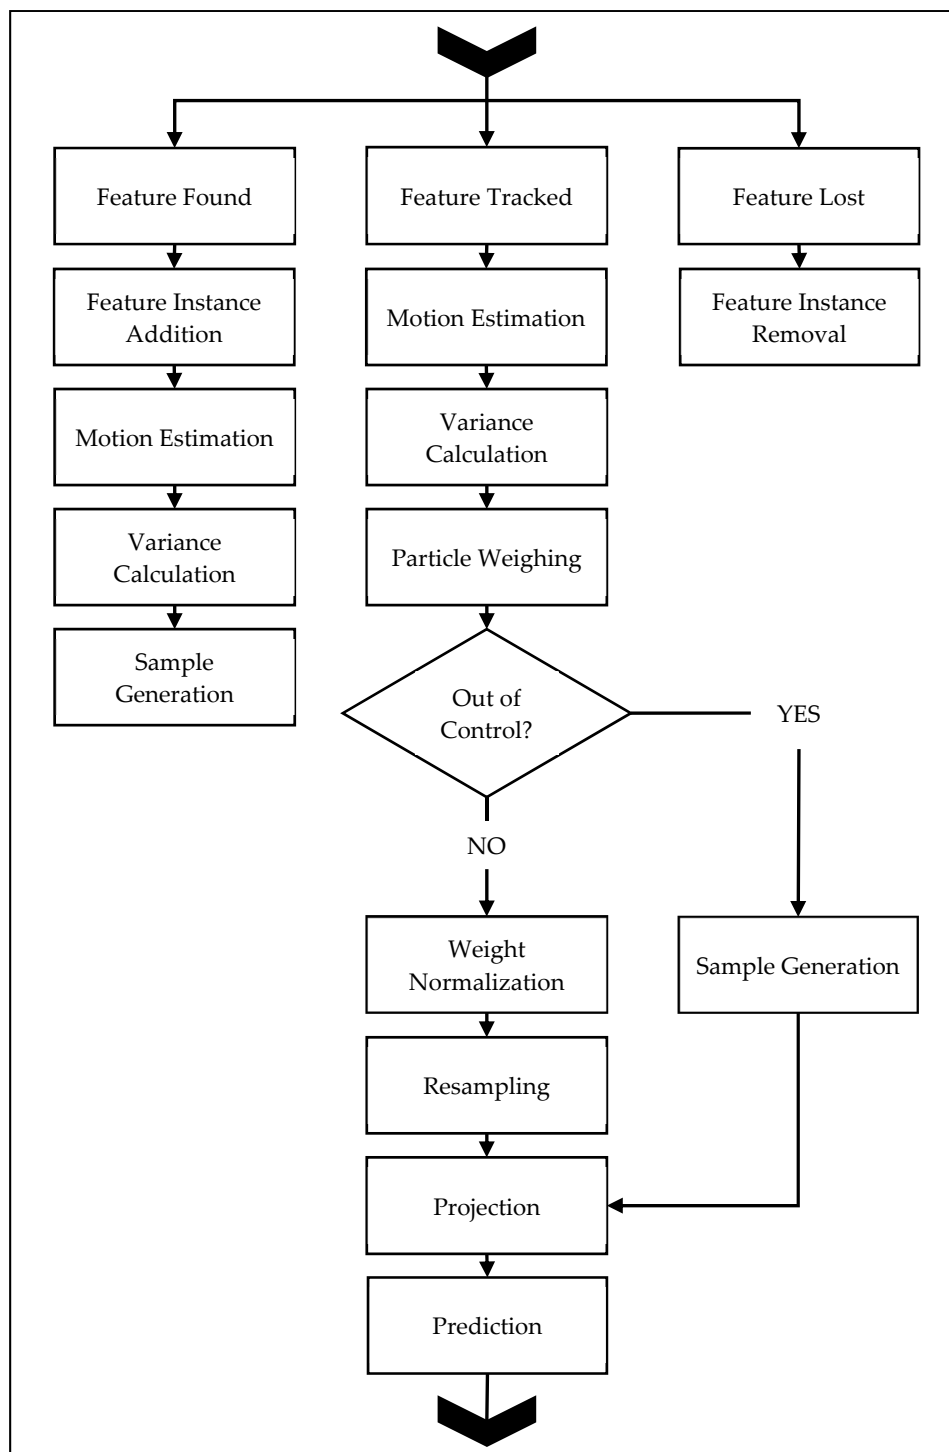 Feature Found
Feature Tracked
Feature Lost
Feature Instance
Addition
Motion Estimation
Feature Instance
Removal
Motion Estimation
Variance
Calculation
Variance
Calculation
Particle Weighing
Sample
Generation
Out of
Control?
YES
NO
Weight
Normalization
Sample Generation
Resampling
Projection
Prediction